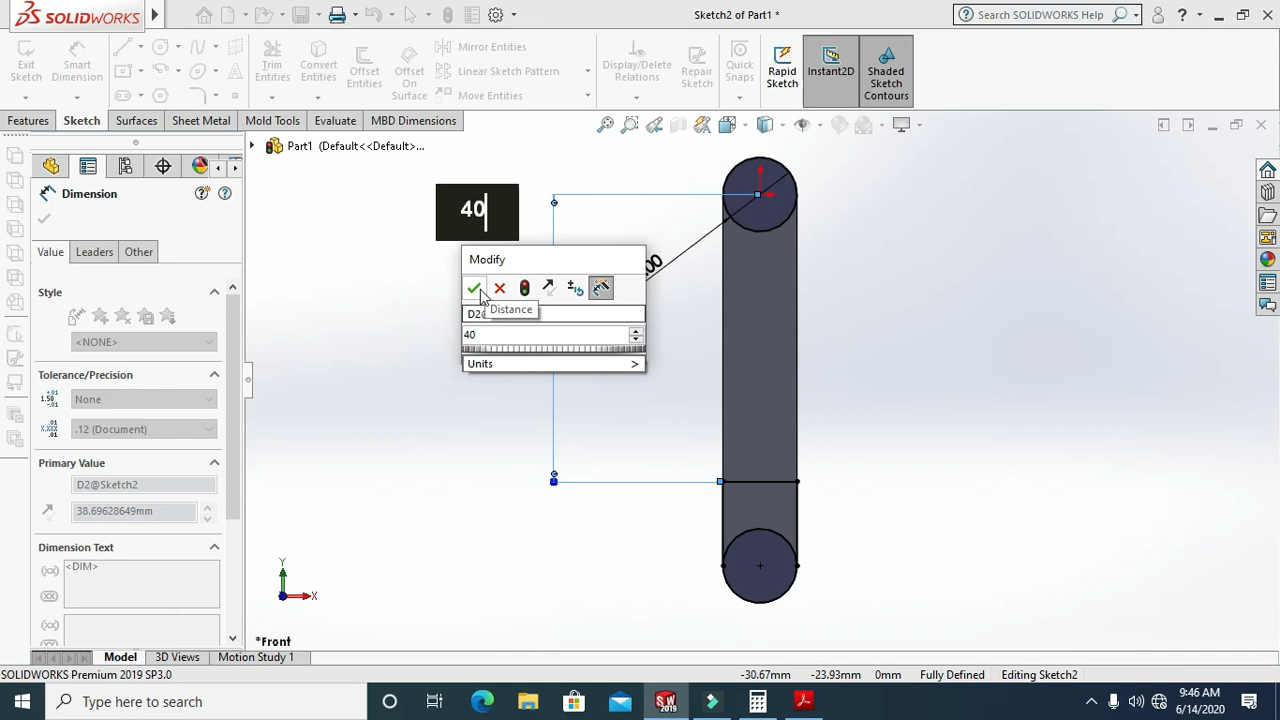 SOLIDWORKS
Sketch2 of Part1 *
Search SOLIDWORKS Help
Exit Sketch
Smart Dimension
Trim Entities
Convert Entities
Offset Entities
Offset On Surface
Mirror Entities
Linear Sketch Pattern
Move Entities
Display/Delete Relations
Repair Sketch
Quick Snaps
Rapid Sketch
Instant2D
Shaded Sketch Contours
Features
Sketch
Surfaces
Sheet Metal
Mold Tools
Evaluate
MBD Dimensions
Part1 (Default<<Default>...
Dimension
Value
Leaders
Other
Style
<NONE>
Tolerance/Precision
None
.12 (Document)
Primary Value
D2@Sketch2
38.69628649mm
Dimension Text
<DIM>
40
Modify
Distance
40
Units >
Y
X
*Front
Model
3D Views
Motion Study 1
SOLIDWORKS Premium 2019 SP3.0
-30.67mm
-23.93mm
0mm
Fully Defined
Editing Sketch2
Type here to search
9:46 AM
6/14/2020